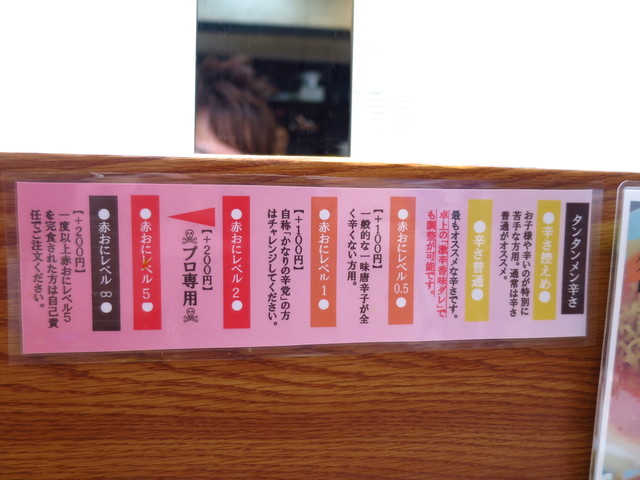 タンタンメン辛さ
●辛さ控えめ●
お子様や辛いのが特別に
苦手な方用。通常は辛さ
普通がオススメ。
●辛さ普通●
最もオススメな辛さです。
卓上の「激辛香味ダレ」で
も調整が可能です。
●赤おにレベル0.5●
【+100円】
一般的な一味唐辛子が全
く辛くない方用。
●赤おにレベル1●
【+100円】
自称「かなりの辛党」の方
はチャレンジしてください。
●赤おにレベル2●
【+200円】
プロ専用
●赤おにレベル5●
●赤おにレベル∞●
【+200円】
一度以上赤おにレベル5
を完食された方は自己責
任でご注文ください。